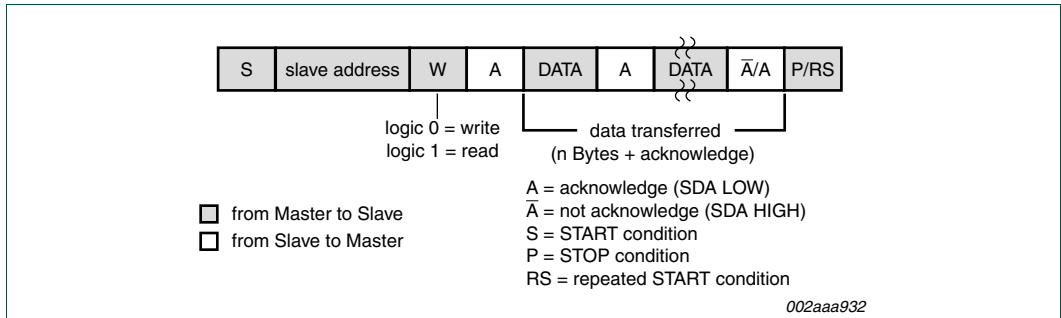 S slave address W A DATA A DATA A̅/A P/RS
logic 0 = write
logic 1 = read
data transferred
(n Bytes + acknowledge)
A = acknowledge (SDA LOW)
A̅ = not acknowledge (SDA HIGH)
S = START condition
P = STOP condition
RS = repeated START condition
from Master to Slave
from Slave to Master
002aaa932